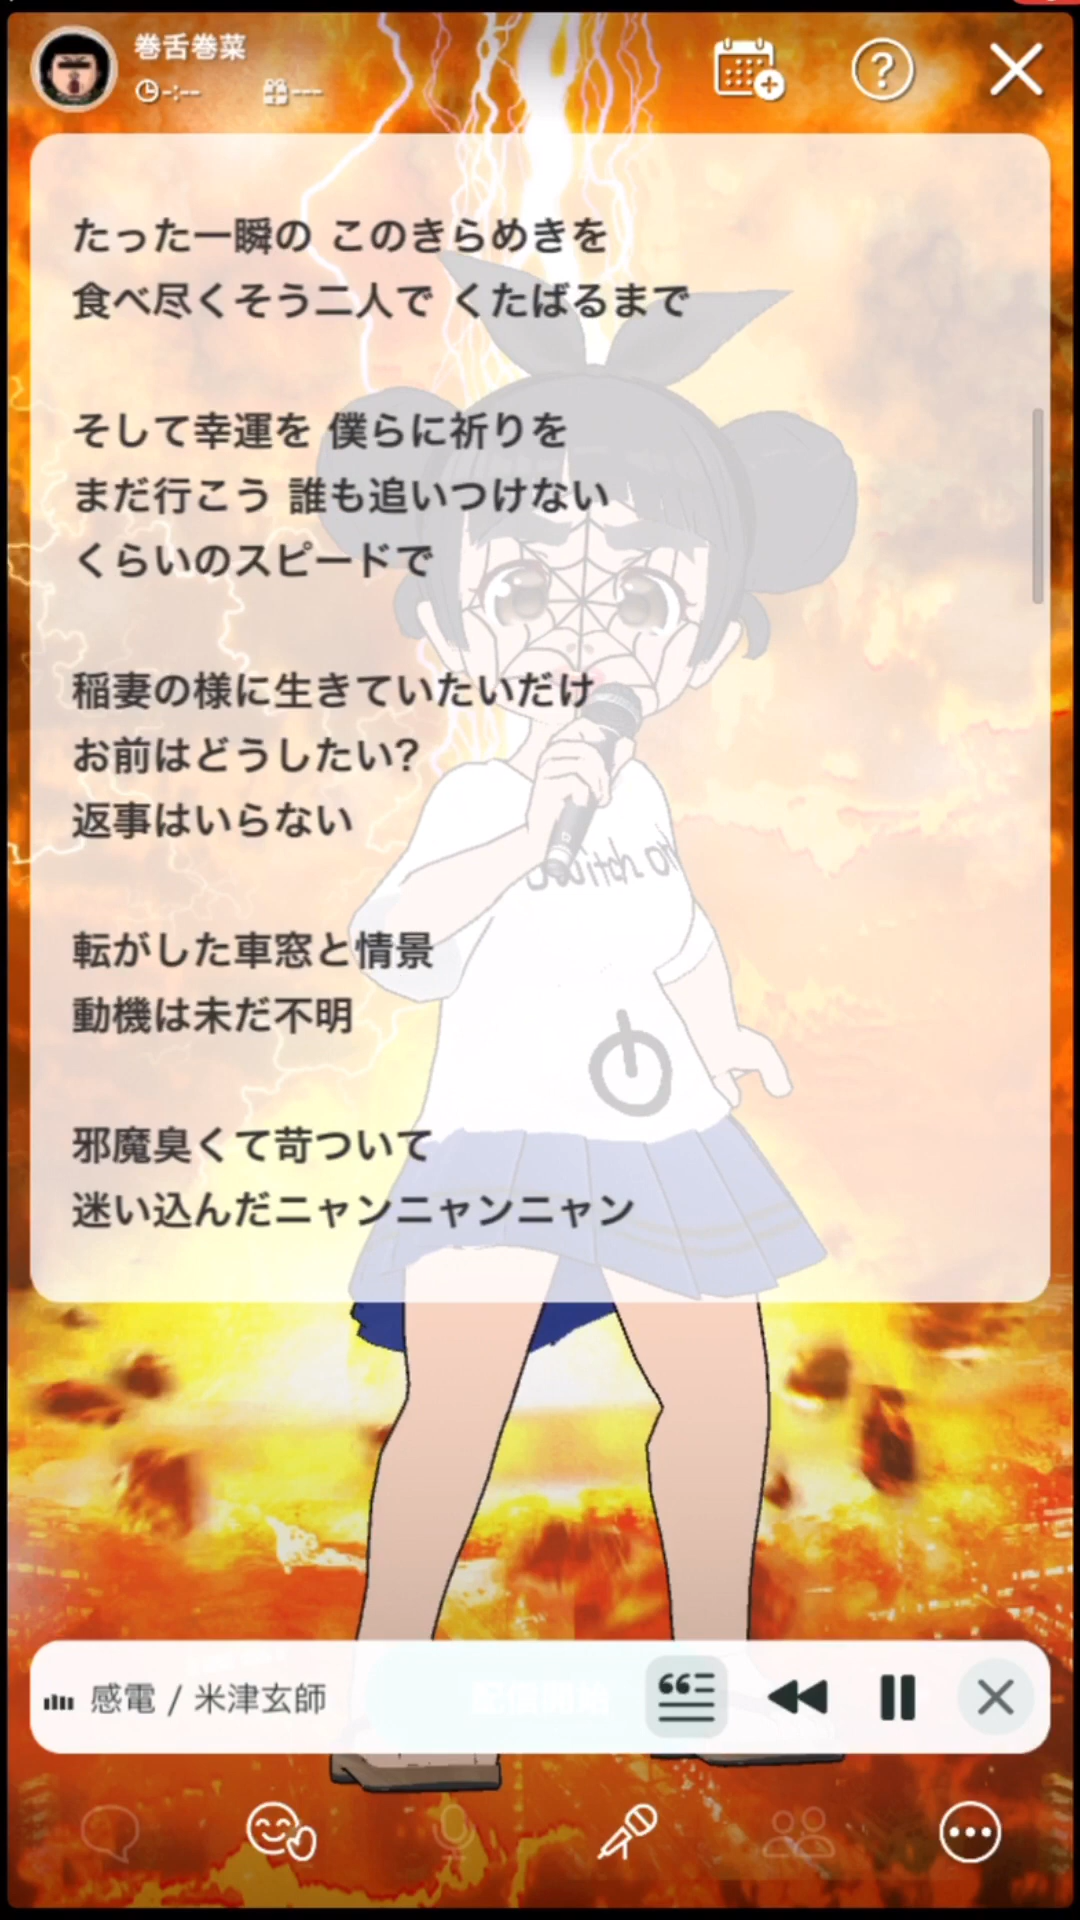 巻舌巻菜
-:--
---
たった一瞬の このきらめきを
食べ尽くそう二人で くたばるまで
そして幸運を 僕らに祈りを
まだ行こう 誰も追いつけない
くらいのスピードで
稲妻の様に生きていたいだけ
お前はどうしたい?
返事はいらない
Switch On
転がした車窓と情景
動機は未だ不明
邪魔臭くて苛ついて
迷い込んだニャンニャンニャン
感電 / 米津玄師